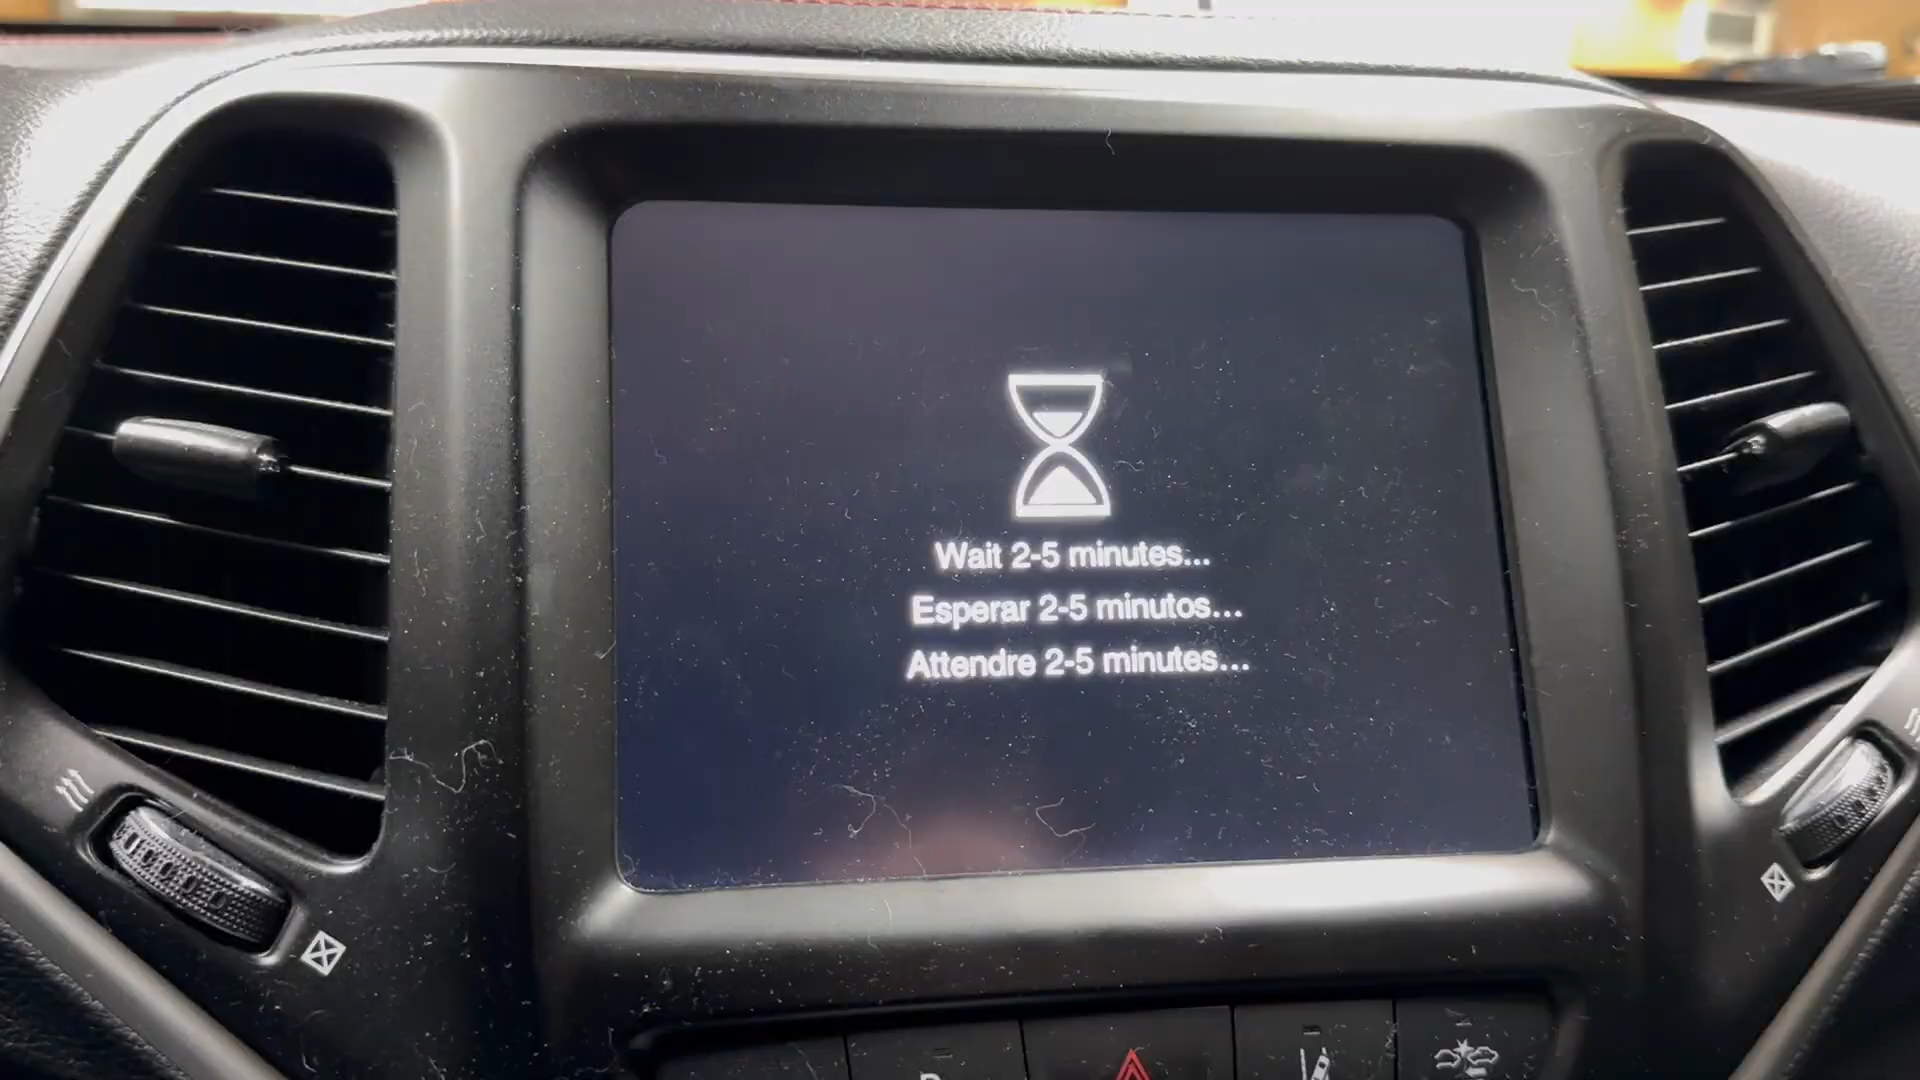 Wait 2-5 minutes...
Esperar 2-5 minutos...
Attendre 2-5 minutes...